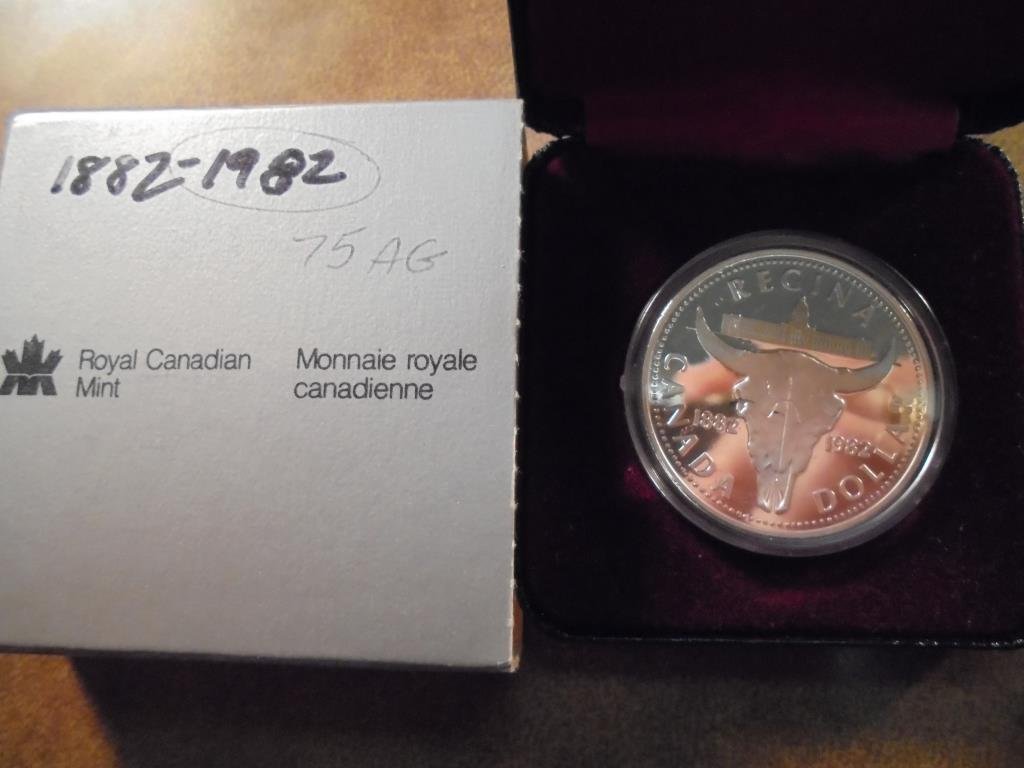 1882-1982
75 AG
Royal Canadian Mint
Monnaie royale canadienne
REGINA
CANADA
1882
1982
DOLLAR